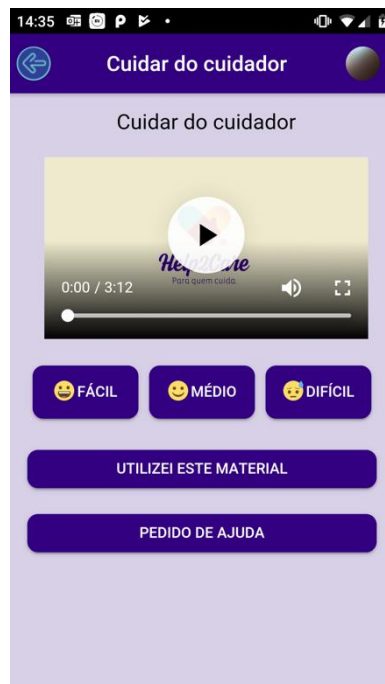 14:35
Cuidar do cuidador
Cuidar do cuidador
Help2Care
Para quem cuida.
0:00 / 3:12
FÁCIL
MÉDIO
DIFÍCIL
UTILIZEI ESTE MATERIAL
PEDIDO DE AJUDA